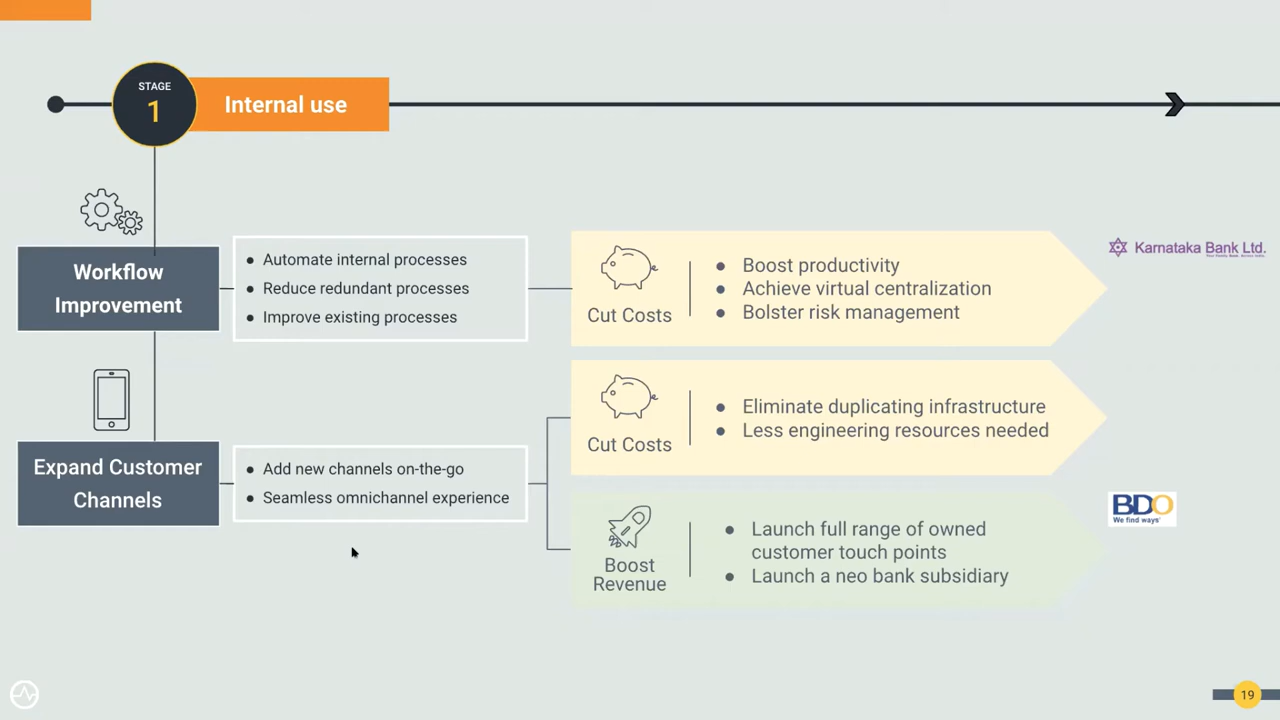 STAGE
1
Internal use
Workflow
Improvement
● Automate internal processes
● Reduce redundant processes
● Improve existing processes
Cut Costs
● Boost productivity
● Achieve virtual centralization
● Bolster risk management
Karnataka Bank Ltd.
Expand Customer
Channels
● Add new channels on-the-go
● Seamless omnichannel experience
Cut Costs
● Eliminate duplicating infrastructure
● Less engineering resources needed
Boost
Revenue
● Launch full range of owned
customer touch points
● Launch a neo bank subsidiary
BDO
We find ways
19